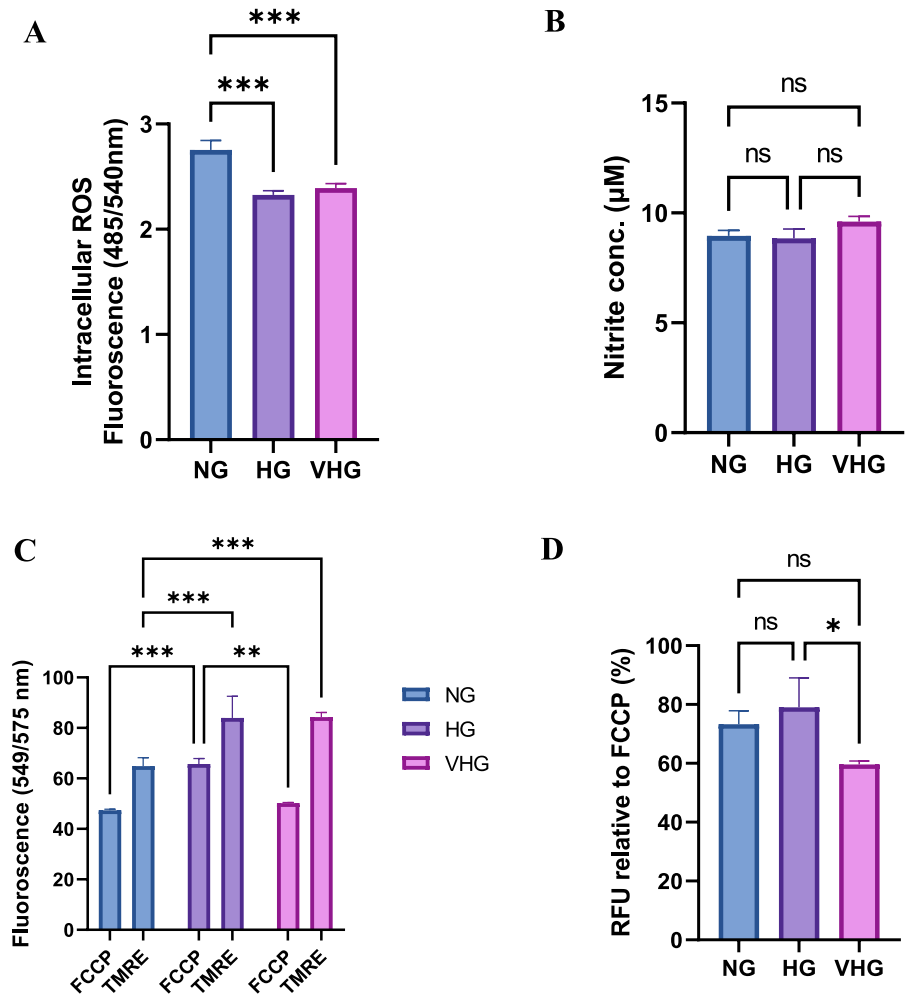 A
***
***
Intracellular ROS
Fluoroscence (485/540nm)
3
2
1
0
NG HG VHG
B
ns
ns ns
Nitrite conc. (µM)
15
10
5
0
NG HG VHG
C
***
***
*** **
Fluoroscence (549/575 nm)
100
80
60
40
20
0
FCCP TMRE FCCP TMRE FCCP TMRE
NG
HG
VHG
D
ns
ns *
RFU relative to FCCP (%)
100
80
60
40
20
0
NG HG VHG